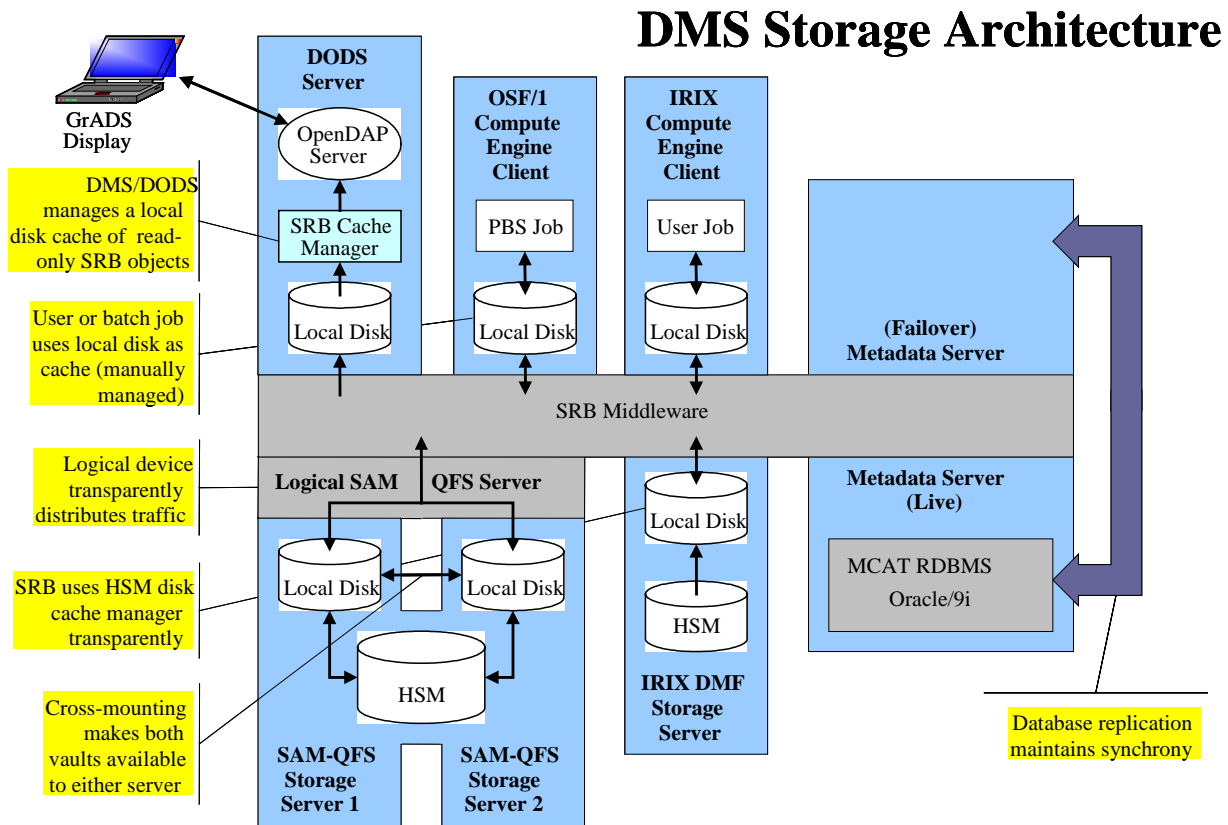 DMS Storage Architecture
GrADS
Display
DODS
Server
OpenDAP
Server
SRB Cache
Manager
Local Disk
OSF/1
Compute
Engine
Client
PBS Job
Local Disk
IRIX
Compute
Engine
Client
User Job
Local Disk
(Failover)
Metadata Server
DMS/DODS
manages a local
disk cache of read-
only SRB objects
User or batch job
uses local disk as
cache (manually
managed)
SRB Middleware
Logical device
transparently
distributes traffic
Logical SAM QFS Server
Local Disk
Local Disk
HSM
SAM-QFS
Storage
Server 1
SAM-QFS
Storage
Server 2
SRB uses HSM disk
cache manager
transparently
Cross-mounting
makes both
vaults available
to either server
Local Disk
HSM
IRIX DMF
Storage
Server
Metadata Server
(Live)
MCAT RDBMS
Oracle/9i
Database replication
maintains synchrony